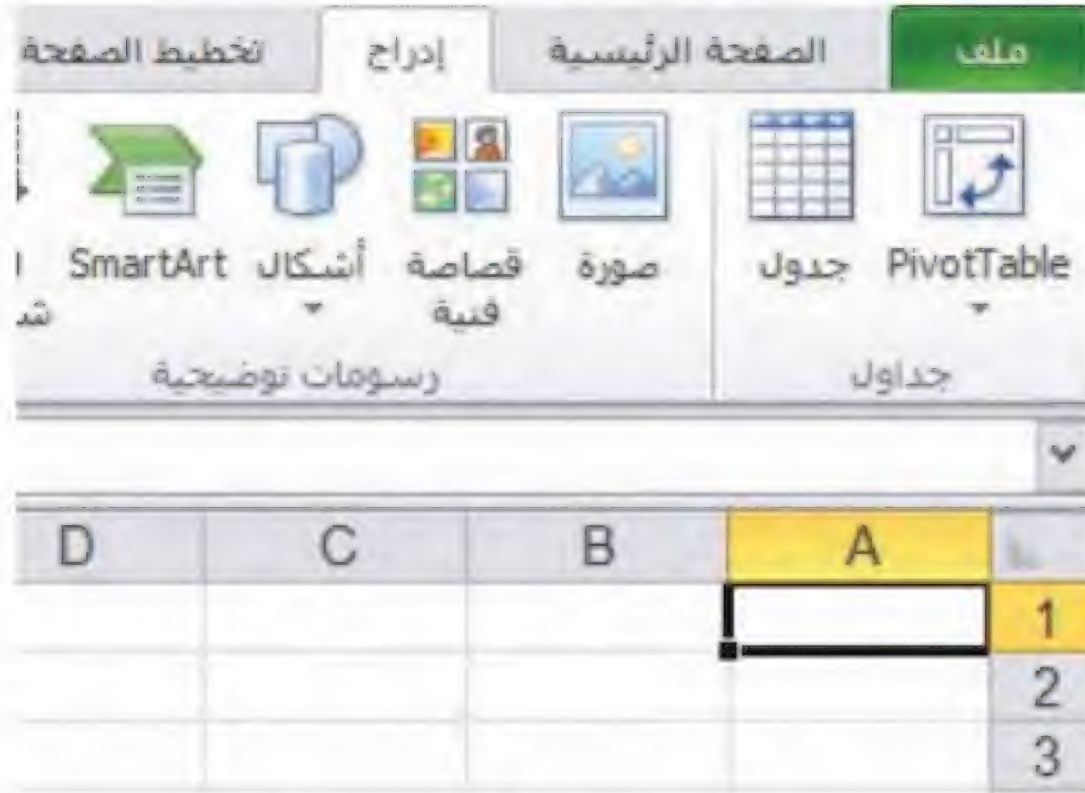 ملف الصفحة الرئيسية إدراج تخطيط الصفحة
PivotTable جدول صورة قصاصة فنية أشكال SmartArt
جداول رسومات توضيحية
A B C D
1
2
3